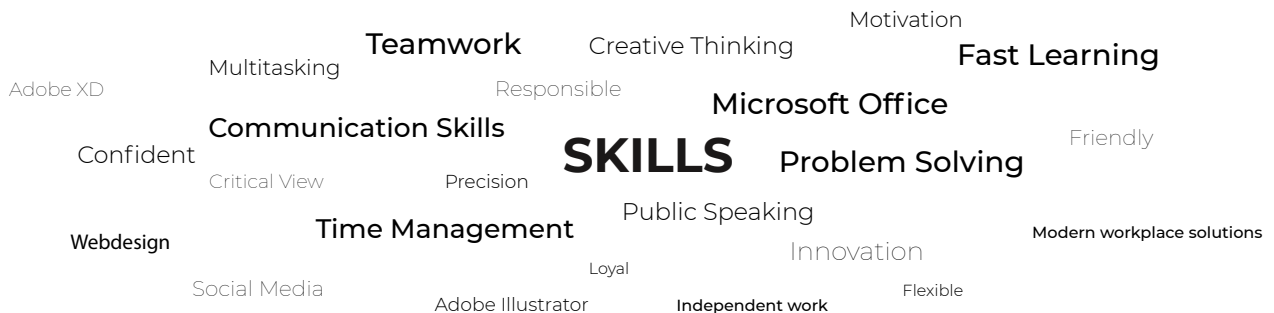 Motivation
Teamwork
Creative Thinking
Fast Learning
Multitasking
Adobe XD
Responsible
Microsoft Office
Communication Skills
Friendly
Confident
SKILLS
Problem Solving
Critical View
Precision
Public Speaking
Time Management
Modern workplace solutions
Webdesign
Innovation
Loyal
Social Media
Flexible
Adobe Illustrator
Independent work